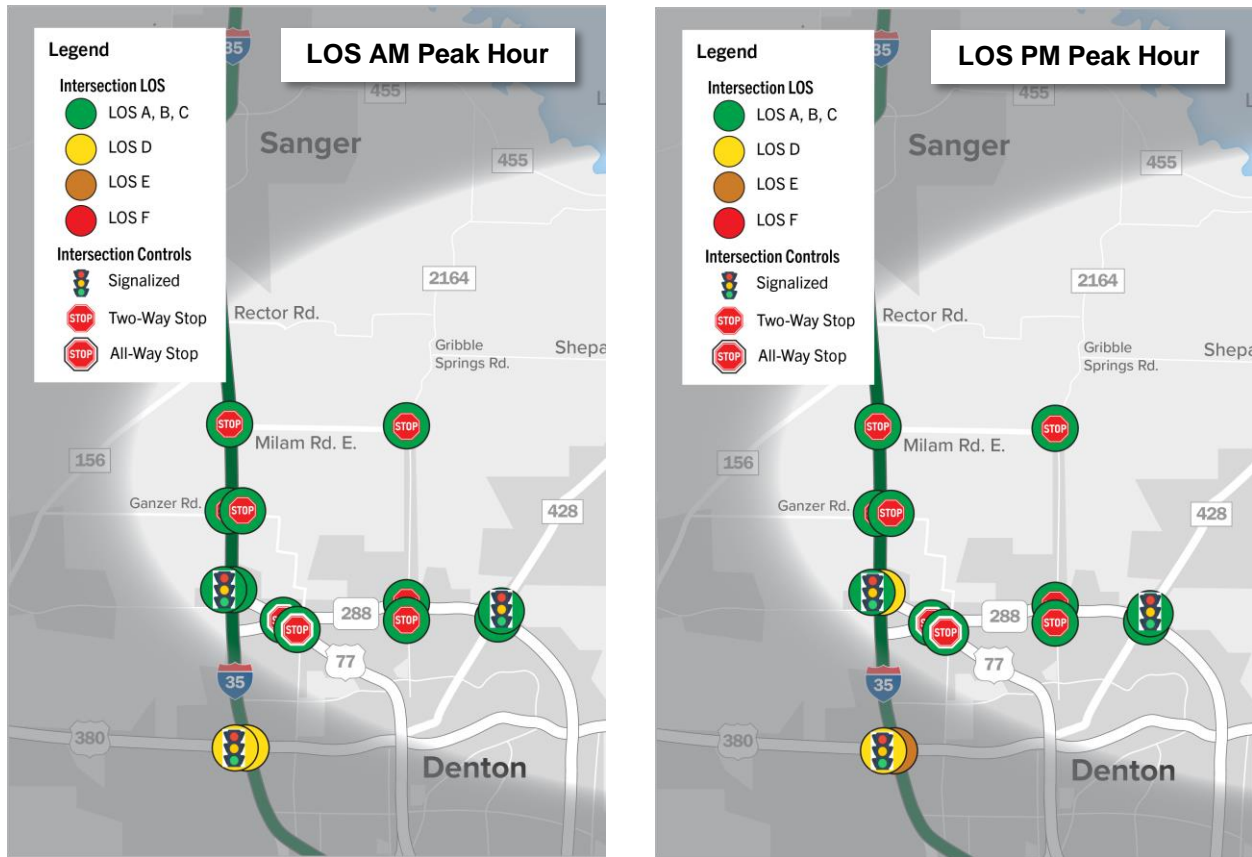 LOS AM Peak Hour
Legend
Intersection LOS
LOS A, B, C
LOS D
LOS E
LOS F
Intersection Controls
Signalized
STOP Two-Way Stop
STOP All-Way Stop
35
455
Sanger
455
2164
Rector Rd.
Gribble
Springs Rd.
Shepa
STOP
STOP
Milam Rd. E.
156
Ganzer Rd.
STOP
428
288
STOP
STOP
77
35
380
Denton
LOS PM Peak Hour
Legend
Intersection LOS
LOS A, B, C
LOS D
LOS E
LOS F
Intersection Controls
Signalized
STOP Two-Way Stop
STOP All-Way Stop
35
455
Sanger
455
2164
Rector Rd.
Gribble
Springs Rd.
Shepa
STOP
STOP
Milam Rd. E.
156
Ganzer Rd.
STOP
428
288
STOP
STOP
77
35
380
Denton